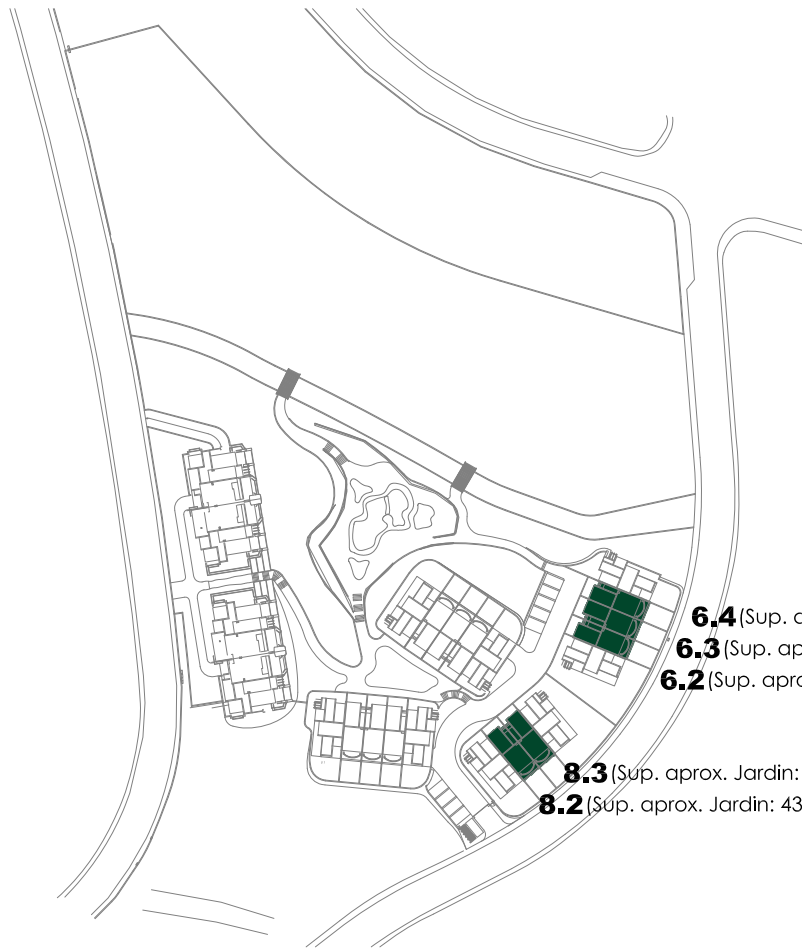 6.4 (Sup. a
6.3 (Sup. ap
6.2 (Sup. apro
8.3 (Sup. aprox. Jardin:
8.2 (Sup. aprox. Jardin: 43